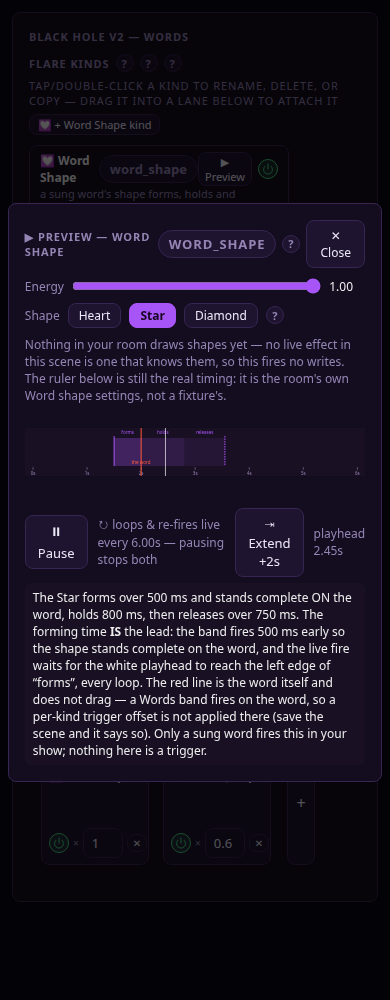 BLACK HOLE V2 — WORDS
FLARE KINDS ? ? ?
TAP/DOUBLE-CLICK A KIND TO RENAME, DELETE, OR
COPY — DRAG IT INTO A LANE BELOW TO ATTACH IT
+ Word Shape kind
Word
Shape
word_shape
▶
Preview
a sung word's shape forms, holds and
▶ PREVIEW — WORD
SHAPE
WORD_SHAPE
?
✕
Close
Energy 1.00
Shape Heart Star Diamond ?
Nothing in your room draws shapes yet — no live effect in
this scene is one that knows them, so this fires no writes.
The ruler below is still the real timing: it is the room's own
Word shape settings, not a fixture's.
forms holds releases
the word
0s 1s 2s 3s 4s 5s 6s
⏸
Pause
↻ loops & re-fires live
every 6.00s — pausing
stops both
⇥
Extend
+2s
playhead
2.45s
The Star forms over 500 ms and stands complete ON the
word, holds 800 ms, then releases over 750 ms. The
forming time IS the lead: the band fires 500 ms early so
the shape stands complete on the word, and the live fire
waits for the white playhead to reach the left edge of
“forms”, every loop. The red line is the word itself and
does not drag — a Words band fires on the word, so a
per-kind trigger offset is not applied there (save the
scene and it says so). Only a sung word fires this in your
show; nothing here is a trigger.
× 1 ✕ × 0.6 ✕
+